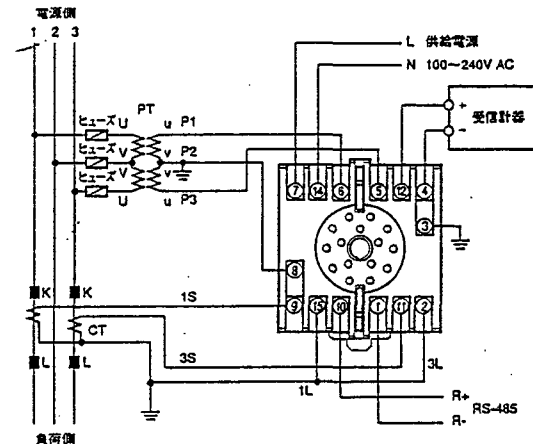 電源側
1 2 3
L 供給電源
N 100～240V AC
ヒューズ U PT u P1
ヒューズ V v P2
V v
ヒューズ U u P3
+
受信計器
−
7 14 6 5 12 4
3
8
9 15 10 1 11 2
K K
1S
CT
3S 3L
L L
1L
R+
RS-485
R-
負荷側